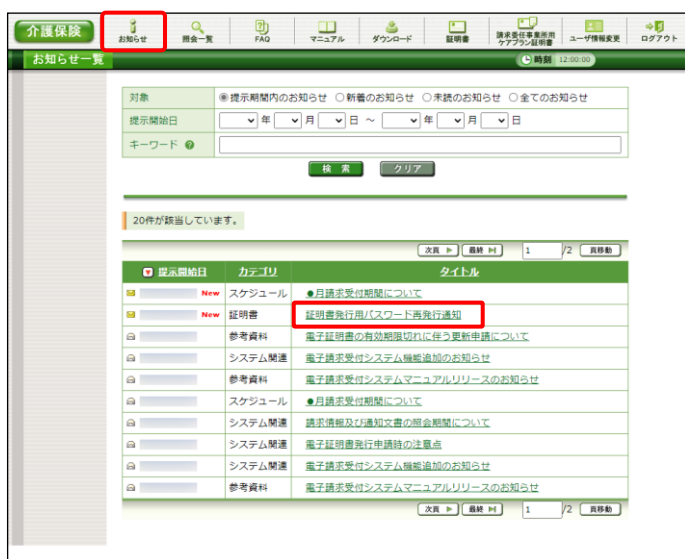 介護保険
お知らせ
照会一覧
FAQ
マニュアル
ダウンロード
証明書
請求委任事業所用
ケアプラン証明書
ユーザ情報変更
ログアウト
お知らせ一覧
時刻 12:00:00
対象 提示期間内のお知らせ 新着のお知らせ 未読のお知らせ 全てのお知らせ
提示開始日 年 月 日 ～ 年 月 日
キーワード ?
検 索 クリア
20件が該当しています。
次頁 最終 1 /2 頁移動
提示開始日 カテゴリ タイトル
New スケジュール ●月請求受付期間について
New 証明書 証明書発行用パスワード再発行通知
参考資料 電子証明書の有効期限切れに伴う更新申請について
システム関連 電子請求受付システム機能追加のお知らせ
参考資料 電子請求受付システムマニュアルリリースのお知らせ
スケジュール ●月請求受付期間について
システム関連 請求情報及び通知文書の照会期間について
システム関連 電子証明書発行申請時の注意点
システム関連 電子請求受付システム機能追加のお知らせ
参考資料 電子請求受付システムマニュアルリリースのお知らせ
次頁 最終 1 /2 頁移動